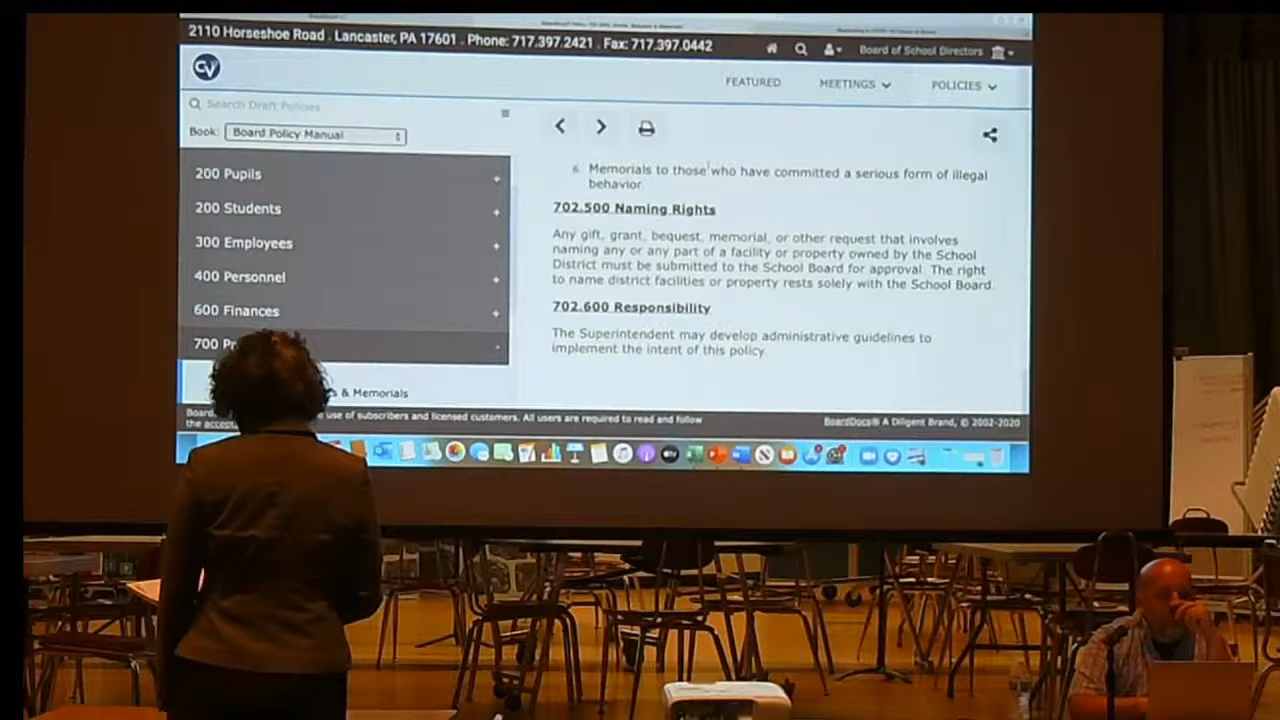 2110 Horseshoe Road . Lancaster, PA 17601 . Phone: 717.397.2421 . Fax: 717.397.0442
Board of School Directors
CV
FEATURED
MEETINGS
POLICIES
Search Draft Policies
Book: Board Policy Manual
200 Pupils
200 Students
300 Employees
400 Personnel
600 Finances
700
& Memorials
6. Memorials to those who have committed a serious form of illegal
behavior.
702.500 Naming Rights
Any gift, grant, bequest, memorial, or other request that involves
naming any or any part of a facility or property owned by the School
District must be submitted to the School Board for approval. The right
to name district facilities or property rests solely with the School Board.
702.600 Responsibility
The Superintendent may develop administrative guidelines to
implement the intent of this policy.
use of subscribers and licensed customers. All users are required to read and follow
the
BoardDocs® A Diligent Brand, © 2002-2020